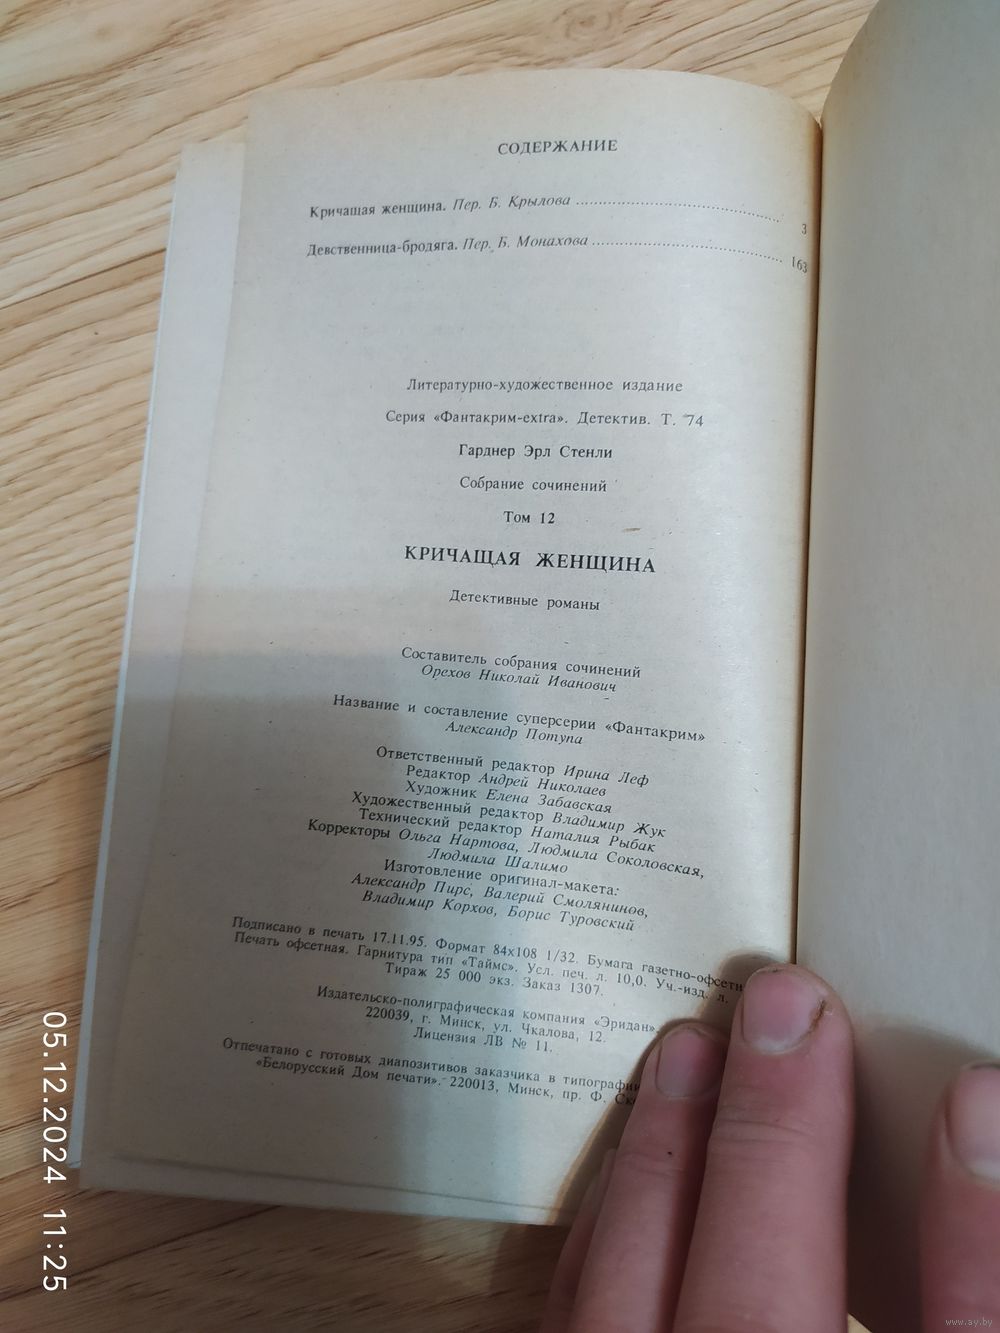 СОДЕРЖАНИЕ
Кричащая женщина. Пер. Б. Крылова ........................................ 3
Девственница-бродяга. Пер. Б. Монахова ........................................ 163
Литературно-художественное издание
Серия «Фантакрим-extra». Детектив. Т. 74
Гарднер Эрл Стенли
Собрание сочинений
Том 12
КРИЧАЩАЯ ЖЕНЩИНА
Детективные романы
Составитель собрания сочинений
Орехов Николай Иванович
Название и составление суперсерии «Фантакрим»
Александр Потупа
Ответственный редактор Ирина Леф
Редактор Андрей Николаев
Художник Елена Забавская
Художественный редактор Владимир Жук
Технический редактор Наталия Рыбак
Корректоры Ольга Нартова, Людмила Соколовская,
Людмила Шалимо
Изготовление оригинал-макета:
Александр Пирс, Валерий Смолянинов,
Владимир Корхов, Борис Туровский
Подписано в печать 17.11.95. Формат 84х108 1/32. Бумага газетно-офсетн
Печать офсетная. Гарнитура тип «Таймс». Усл. печ. л. 10,0. Уч.-изд. л.
Тираж 25 000 экз. Заказ 1307.
Издательско-полиграфическая компания «Эридан».
220039, г. Минск, ул. Чкалова, 12.
Лицензия ЛВ № 11.
Отпечатано с готовых диапозитивов заказчика в типографии
«Белорусский Дом печати». 220013, Минск, пр. Ф. Ск
05.12.2024 11:25
www.ay.by